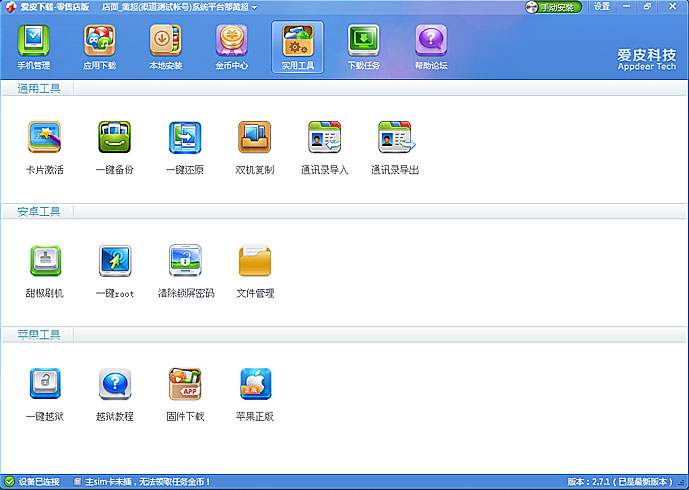 爱皮下载-零售店版 店面_黄超(渠道测试帐号)系统平台部黄超
手动安装 设置
手机管理 应用下载 本地安装 金币中心 实用工具 下载任务 帮助论坛
爱皮科技
Appdear Tech
通用工具
卡片激活 一键备份 一键还原 双机复制 通讯录导入 通讯录导出
安卓工具
甜椒刷机 一键root 清除锁屏密码 文件管理
苹果工具
APP
正版
一键越狱 越狱教程 固件下载 苹果正版
设备已连接 主sim卡未插，无法领取任务金币！ 版本：2.7.1（已是最新版本）